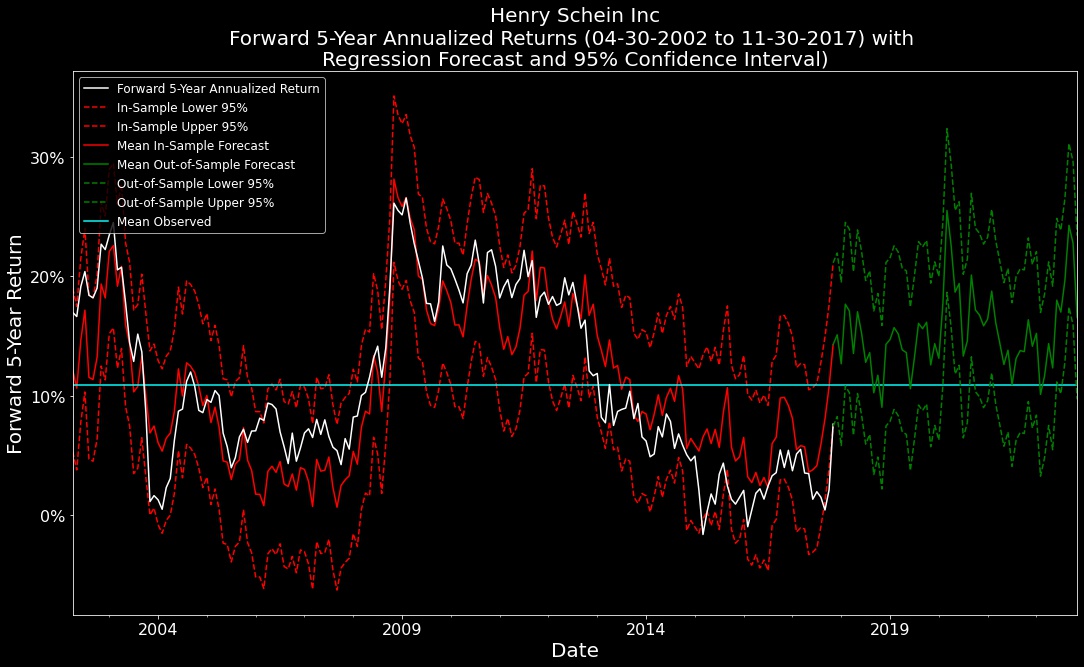 Henry Schein Inc
Forward 5-Year Annualized Returns (04-30-2002 to 11-30-2017) with
Regression Forecast and 95% Confidence Interval)
Forward 5-Year Annualized Return
In-Sample Lower 95%
In-Sample Upper 95%
Mean In-Sample Forecast
Mean Out-of-Sample Forecast
Out-of-Sample Lower 95%
Out-of-Sample Upper 95%
Mean Observed
30%
20%
10%
0%
Forward 5-Year Return
2004
2009
2014
2019
Date